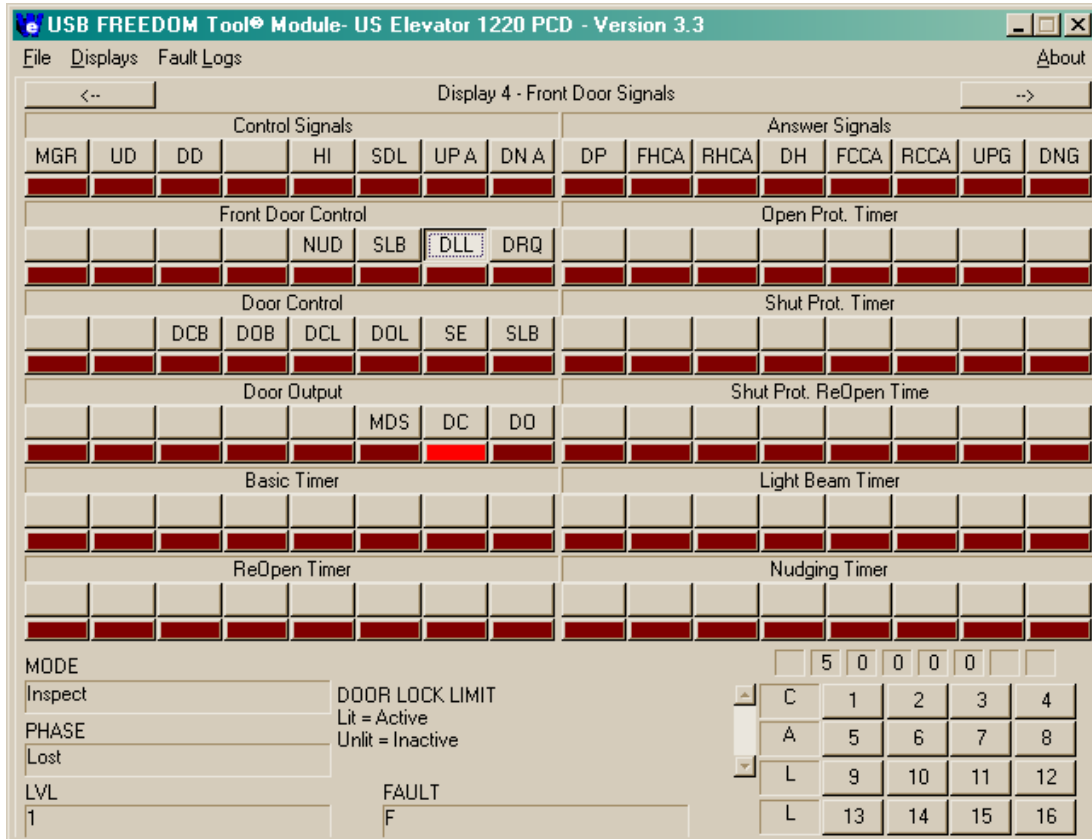 USB FREEDOM Tool® Module- US Elevator 1220 PCD - Version 3.3
File Displays Fault Logs About
<-- Display 4 - Front Door Signals -->
Control Signals Answer Signals
MGR UD DD HI SDL UP A DN A DP FHCA RHCA DH FCCA RCCA UPG DNG
Front Door Control Open Prot. Timer
NUD SLB DLL DRQ
Door Control Shut Prot. Timer
DCB DOB DCL DOL SE SLB
Door Output Shut Prot. ReOpen Time
MDS DC DO
Basic Timer Light Beam Timer
ReOpen Timer Nudging Timer
MODE 5 0 0 0 0
Inspect DOOR LOCK LIMIT C 1 2 3 4
Lit = Active
PHASE Unlit = Inactive A 5 6 7 8
Lost
L 9 10 11 12
LVL FAULT
1 F L 13 14 15 16